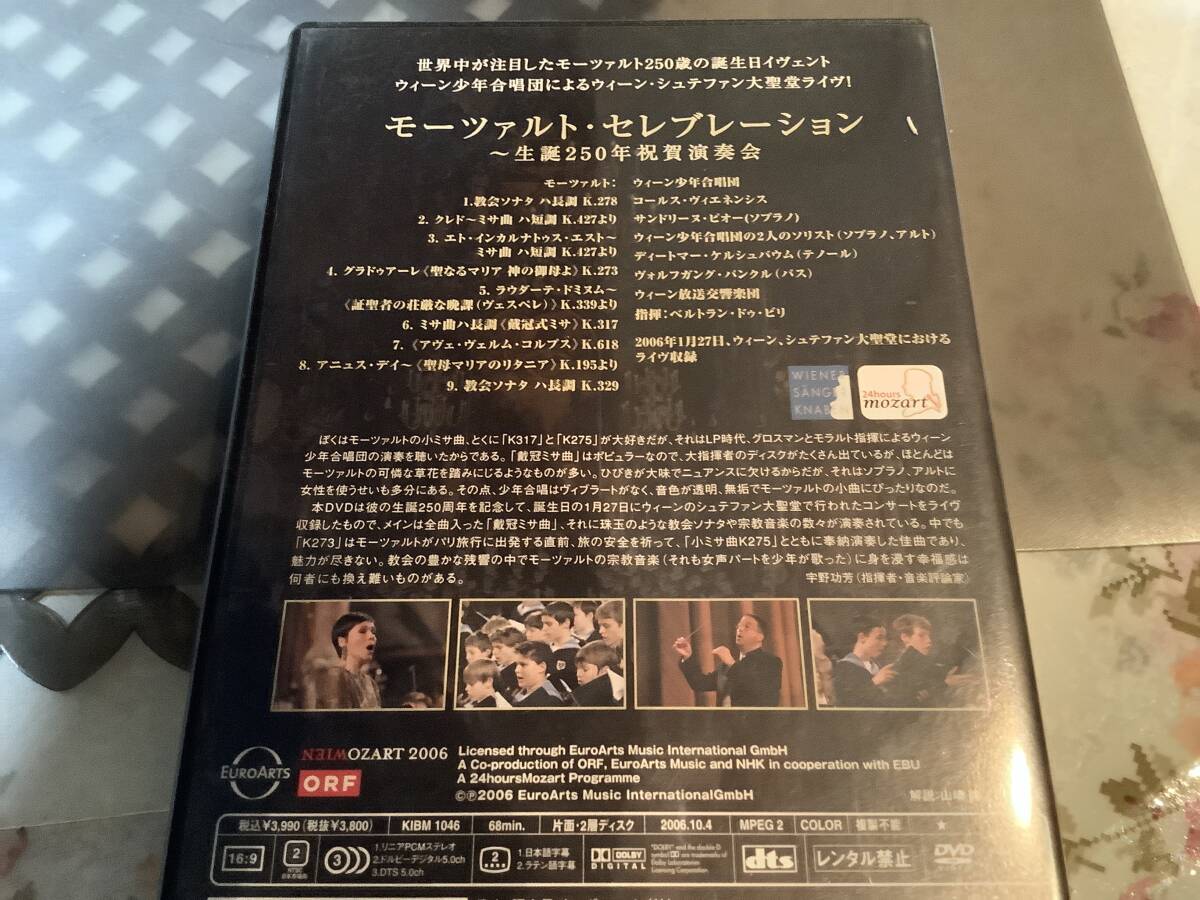 世界中が注目したモーツァルト250歳の誕生日イヴェント
ウィーン少年合唱団によるウィーン・シュテファン大聖堂ライヴ!
モーツァルト・セレブレーション
～生誕250年祝賀演奏会
モーツァルト:
1.教会ソナタ ハ長調 K.278
2. クレド～ミサ曲 ハ短調 K.427より
3. エト・インカルナトゥス・エスト～
ミサ曲 ハ短調 K.427より
4. グラドゥアーレ《聖なるマリア 神の御母よ》K.273
5. ラウダーテ・ドミヌム～
《証聖者の荘厳な晩課(ヴェスペレ)》K.339より
6. ミサ曲ハ長調《戴冠式ミサ》K.317
7.《アヴェ・ヴェルム・コルプス》K.618
8. アニュス・デイ～《聖母マリアのリタニア》K.195より
9. 教会ソナタ ハ長調 K.329
ウィーン少年合唱団
コールス・ヴィエネンシス
サンドリーヌ・ピオー(ソプラノ)
ウィーン少年合唱団の2人のソリスト(ソプラノ、アルト)
ディートマー・ケルシュバウム(テノール)
ヴォルフガング・バンクル(バス)
ウィーン放送交響楽団
指揮:ベルトラン・ドゥ・ビリ
2006年1月27日、ウィーン、シュテファン大聖堂における
ライヴ収録
WIENER
SÄNGE
KNABE
24hours
mozart
ぼくはモーツァルトの小ミサ曲、とくに「K317」と「K275」が大好きだが、それはLP時代、グロスマンとモラルト指揮によるウィーン
少年合唱団の演奏を聴いたからである。「戴冠ミサ曲」はポピュラーなので、大指揮者のディスクがたくさん出ているが、ほとんどは
モーツァルトの可憐な草花を踏みにじるようなものが多い。ひびきが大味でニュアンスに欠けるからだが、それはソプラノ、アルトに
女性を使うせいも多分にある。その点、少年合唱はヴィブラートがなく、音色が透明、無垢でモーツァルトの小曲にぴったりなのだ。
本DVDは彼の生誕250周年を記念して、誕生日の1月27日にウィーンのシュテファン大聖堂で行われたコンサートをライヴ
収録したもので、メインは全曲入った「戴冠ミサ曲」、それに珠玉のような教会ソナタや宗教音楽の数々が演奏されている。中でも
「K273」はモーツァルトがパリ旅行に出発する直前、旅の安全を祈って、「小ミサ曲K275」とともに奉納演奏した佳曲であり、
魅力が尽きない。教会の豊かな残響の中でモーツァルトの宗教音楽(それも女声パートを少年が歌った)に身を浸す幸福感は
何者にも換え難いものがある。
宇野功芳(指揮者・音楽評論家)
EUROARTS
WIEN MOZART 2006
ORF
Licensed through EuroArts Music International GmbH
A Co-production of ORF, EuroArts Music and NHK in cooperation with EBU
A 24hoursMozart Programme
©℗2006 EuroArts Music InternationalGmbH
解説:山崎
税込¥3,990 (税抜¥3,800)
KIBM 1046
68min.
片面・2層ディスク
2006.10.4
MPEG 2
COLOR
複製不能
16:9
2
NTSC
日本市場向
3
1.リニアPCMステレオ
2.ドルビーデジタル5.0ch
3.DTS 5.0ch
2
1.日本語字幕
2.ラテン語字幕
DOLBY
DIGITAL
"DOLBY" and the double-D
symbol are trademarks of
Dolby Laboratories
Licensing Corporation.
dts
レンタル禁止
DVD